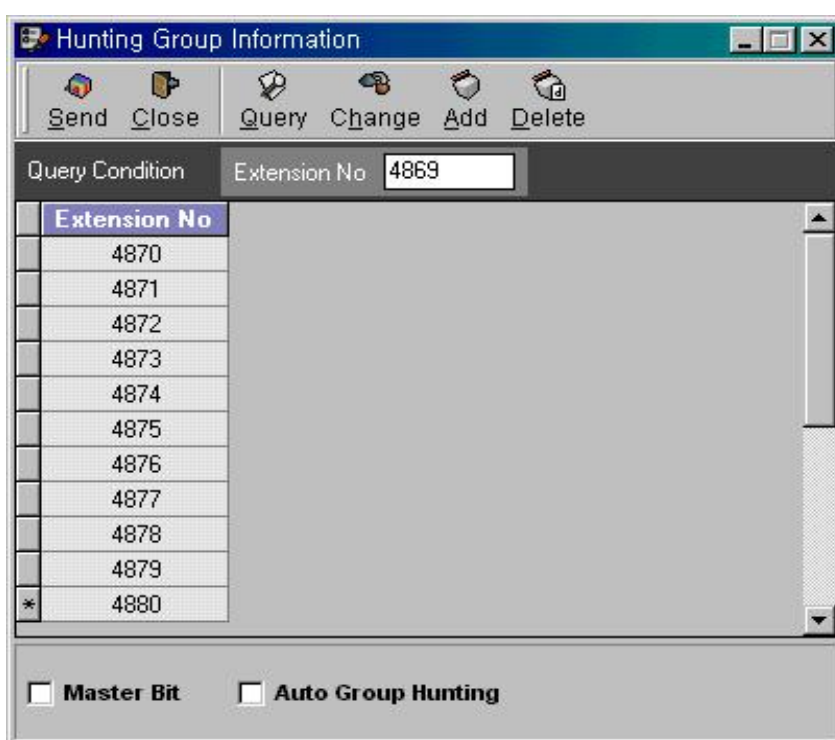 Hunting Group Information
Send Close Query Change Add Delete
Query Condition Extension No 4869
Extension No
4870
4871
4872
4873
4874
4875
4876
4877
4878
4879
* 4880
Master Bit Auto Group Hunting